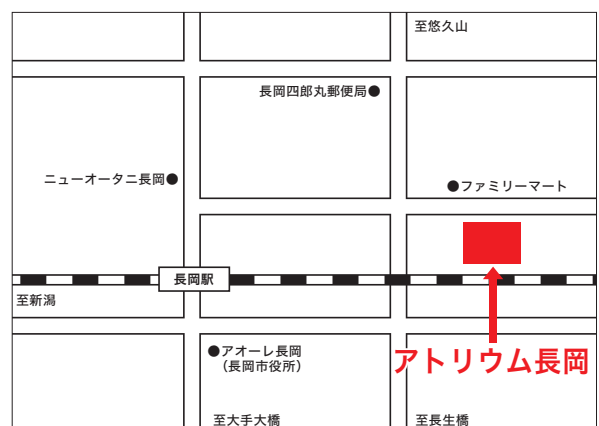 至悠久山
長岡四郎丸郵便局●
ニューオータニ長岡●
●ファミリーマート
長岡駅
至新潟
●アオーレ長岡
（長岡市役所）
アトリウム長岡
至大手大橋
至長生橋